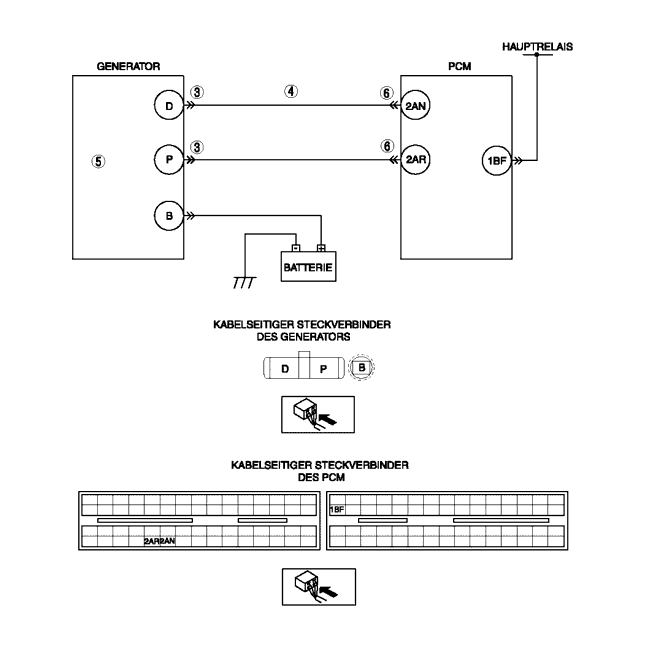 HAUPTRELAIS
GENERATOR
PCM
D
3
4
6
2AN
5
P
3
6
2AR
1BF
B
- +
BATTERIE
KABELSEITIGER STECKVERBINDER
DES GENERATORS
D P B
KABELSEITIGER STECKVERBINDER
DES PCM
1BF
2AR2AN